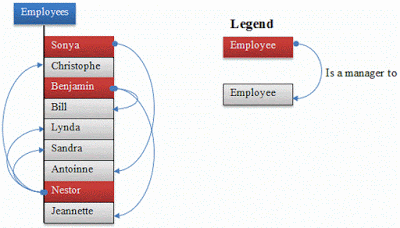 Employees
Sonya
Christophe
Benjamin
Bill
Lynda
Sandra
Antoinne
Nestor
Jeannette
Legend
Employee
Is a manager to
Employee